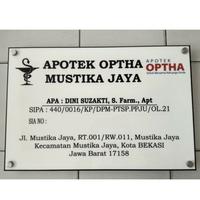 APOTEK OPTHA
MUSTIKA JAYA
APOTEK
OPTHA
APA : DINI SUZAKTI, S. Farm., Apt
SIPA : 440/0016/KP/DPM-PTSP.PPJU/OL.21
SIA NO :
Jl. Mustika Jaya, RT.001/RW.011, Mustika Jaya
Kecamatan Mustika Jaya, Kota BEKASI
Jawa Barat 17158